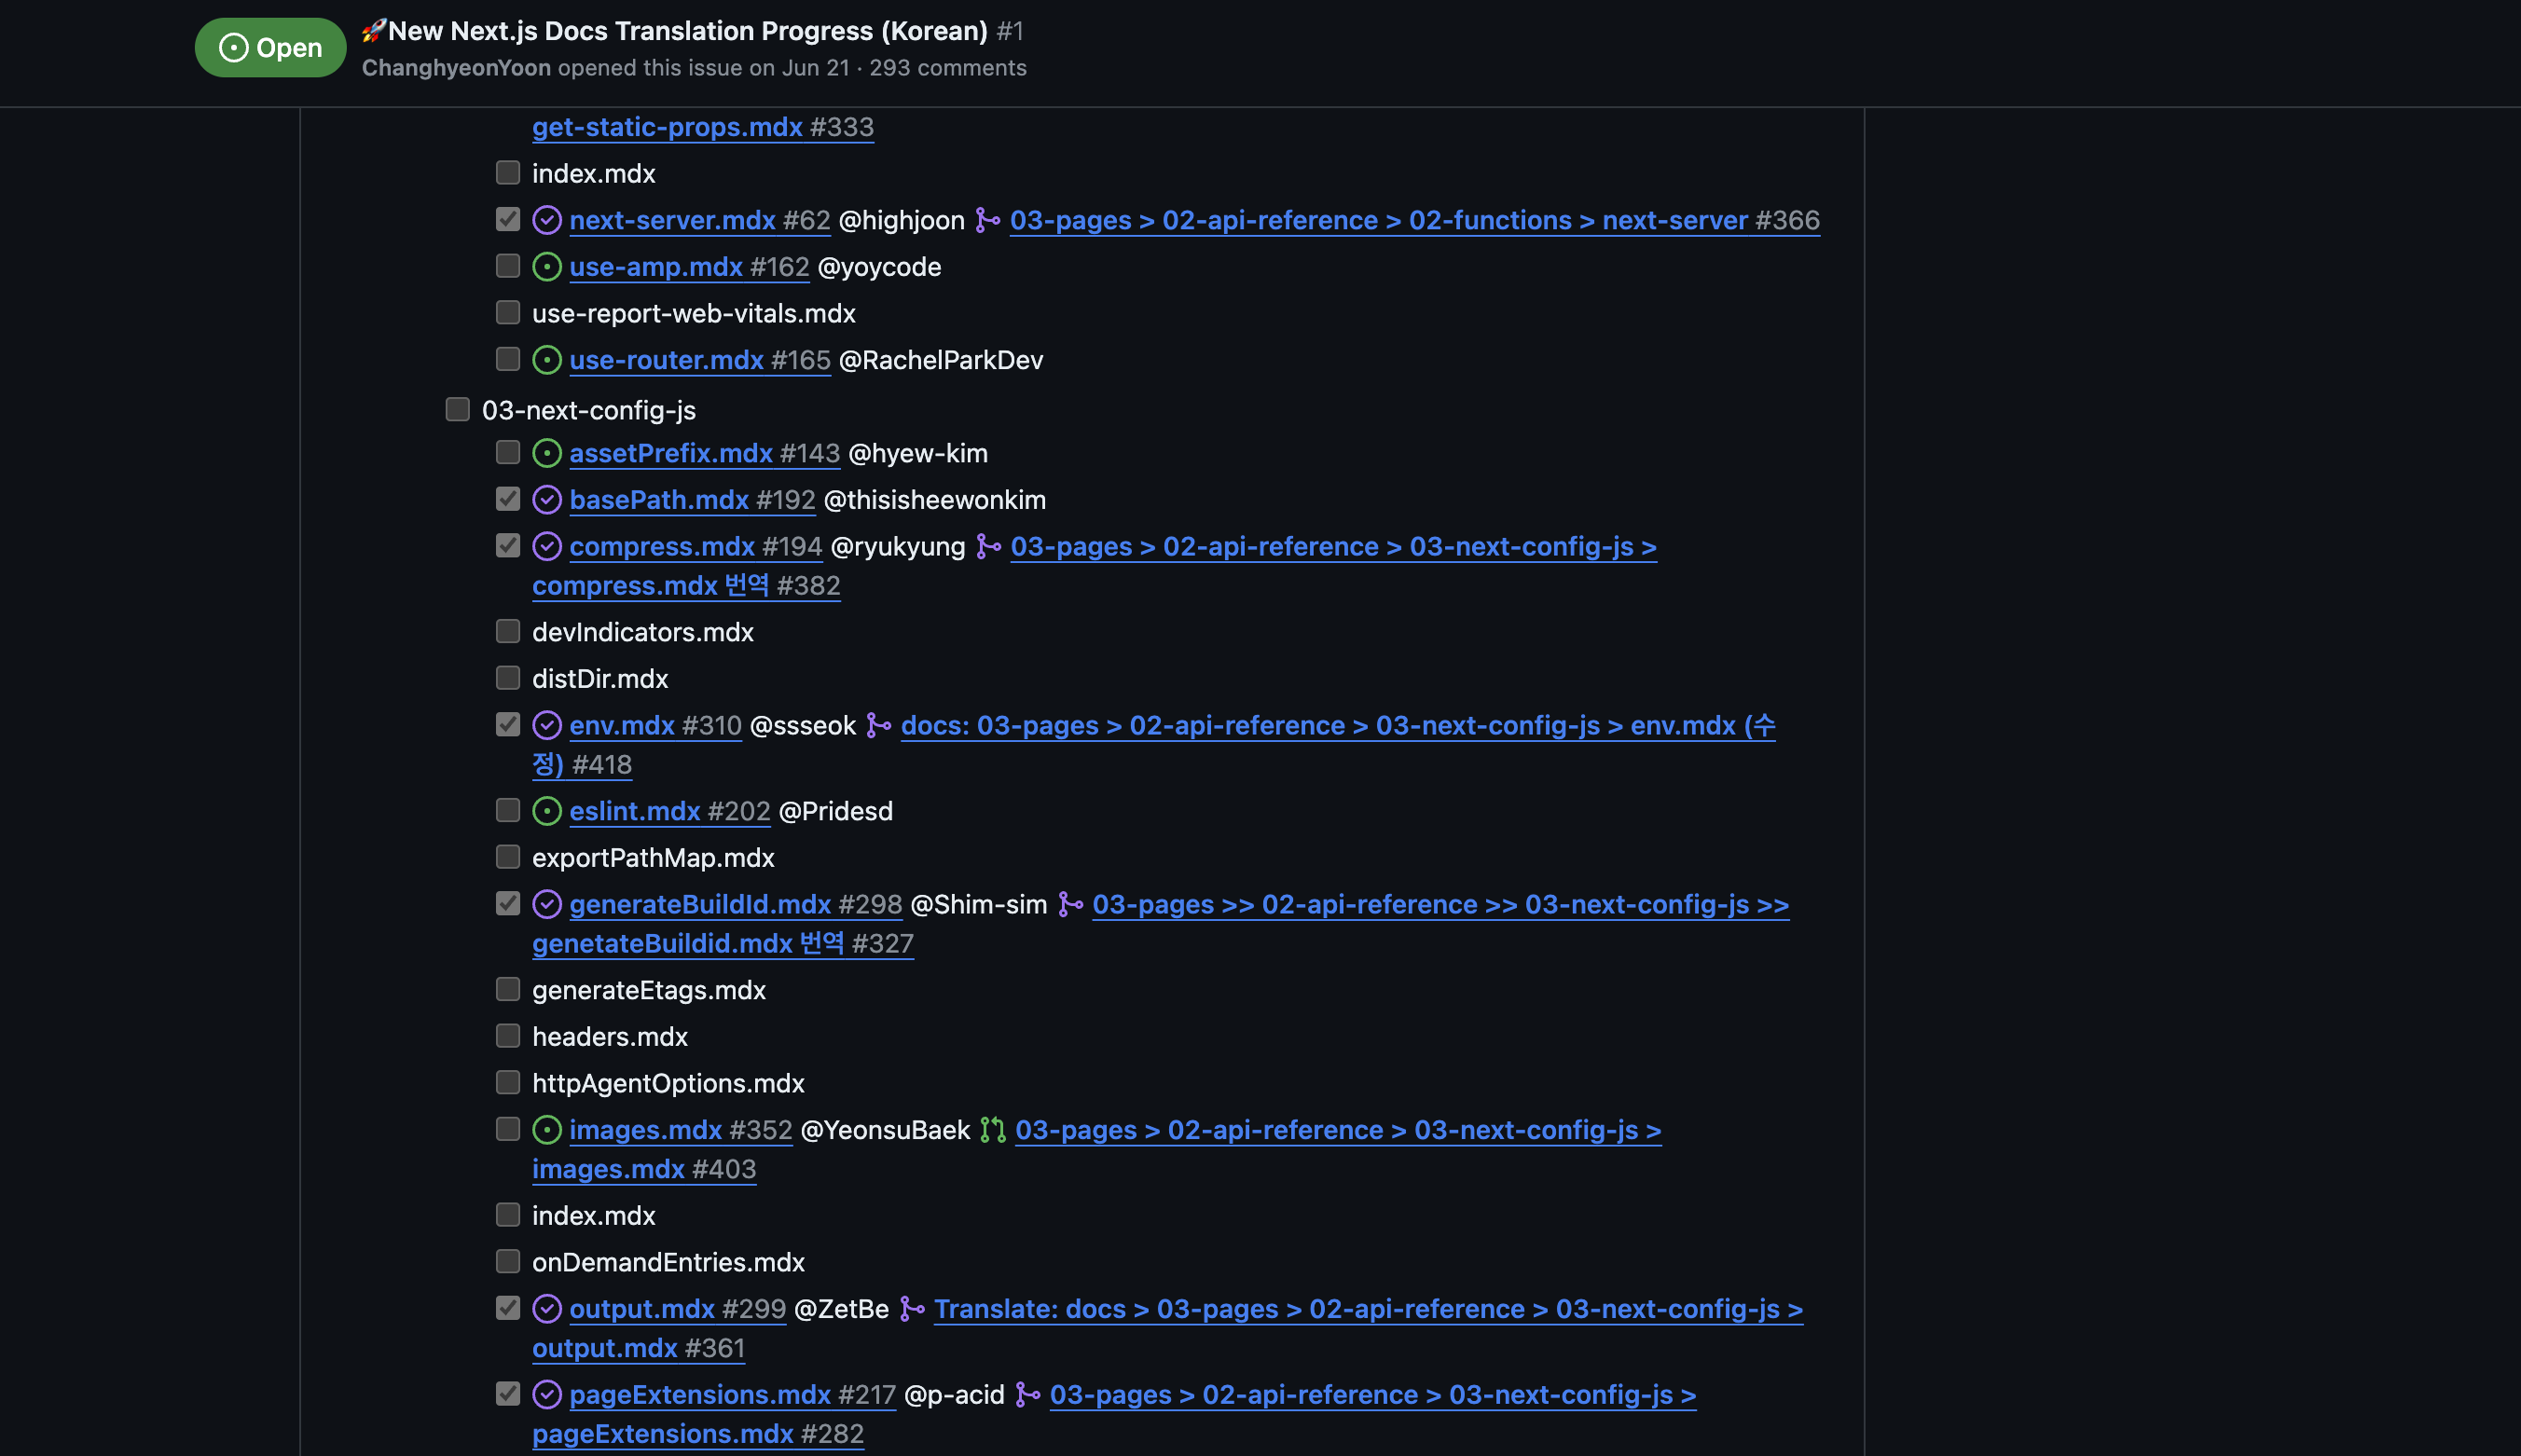 Open
🚀New Next.js Docs Translation Progress (Korean) #1
ChanghyeonYoon opened this issue on Jun 21 · 293 comments
get-static-props.mdx #333
index.mdx
next-server.mdx #62 @highjoon 03-pages > 02-api-reference > 02-functions > next-server #366
use-amp.mdx #162 @yoycode
use-report-web-vitals.mdx
use-router.mdx #165 @RachelParkDev
03-next-config-js
assetPrefix.mdx #143 @hyew-kim
basePath.mdx #192 @thisisheewonkim
compress.mdx #194 @ryukyung 03-pages > 02-api-reference > 03-next-config-js >
compress.mdx 번역 #382
devIndicators.mdx
distDir.mdx
env.mdx #310 @ssseok docs: 03-pages > 02-api-reference > 03-next-config-js > env.mdx (수
정) #418
eslint.mdx #202 @Pridesd
exportPathMap.mdx
generateBuildId.mdx #298 @Shim-sim 03-pages >> 02-api-reference >> 03-next-config-js >>
genetateBuildid.mdx 번역 #327
generateEtags.mdx
headers.mdx
httpAgentOptions.mdx
images.mdx #352 @YeonsuBaek 03-pages > 02-api-reference > 03-next-config-js >
images.mdx #403
index.mdx
onDemandEntries.mdx
output.mdx #299 @ZetBe Translate: docs > 03-pages > 02-api-reference > 03-next-config-js >
output.mdx #361
pageExtensions.mdx #217 @p-acid 03-pages > 02-api-reference > 03-next-config-js >
pageExtensions.mdx #282